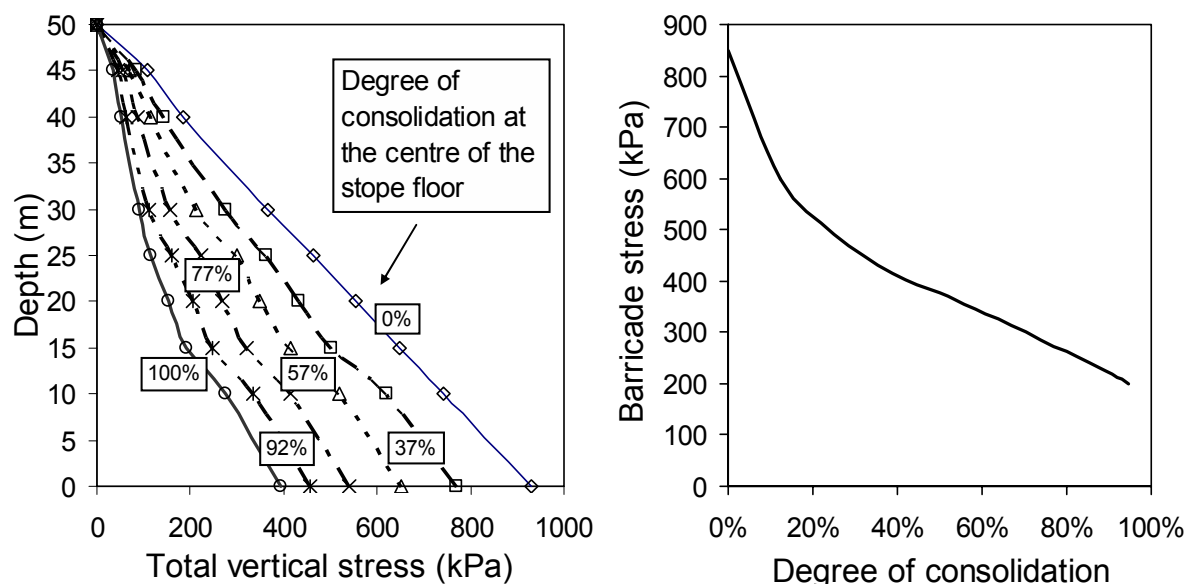 50
45
40
35
30
25
20
15
10
5
0
Depth (m)
0 200 400 600 800 1000
Total vertical stress (kPa)
Degree of
consolidation at
the centre of the
stope floor
77%
0%
100%
57%
92%
37%
900
800
700
600
500
400
300
200
100
0
Barricade stress (kPa)
0% 20% 40% 60% 80% 100%
Degree of consolidation